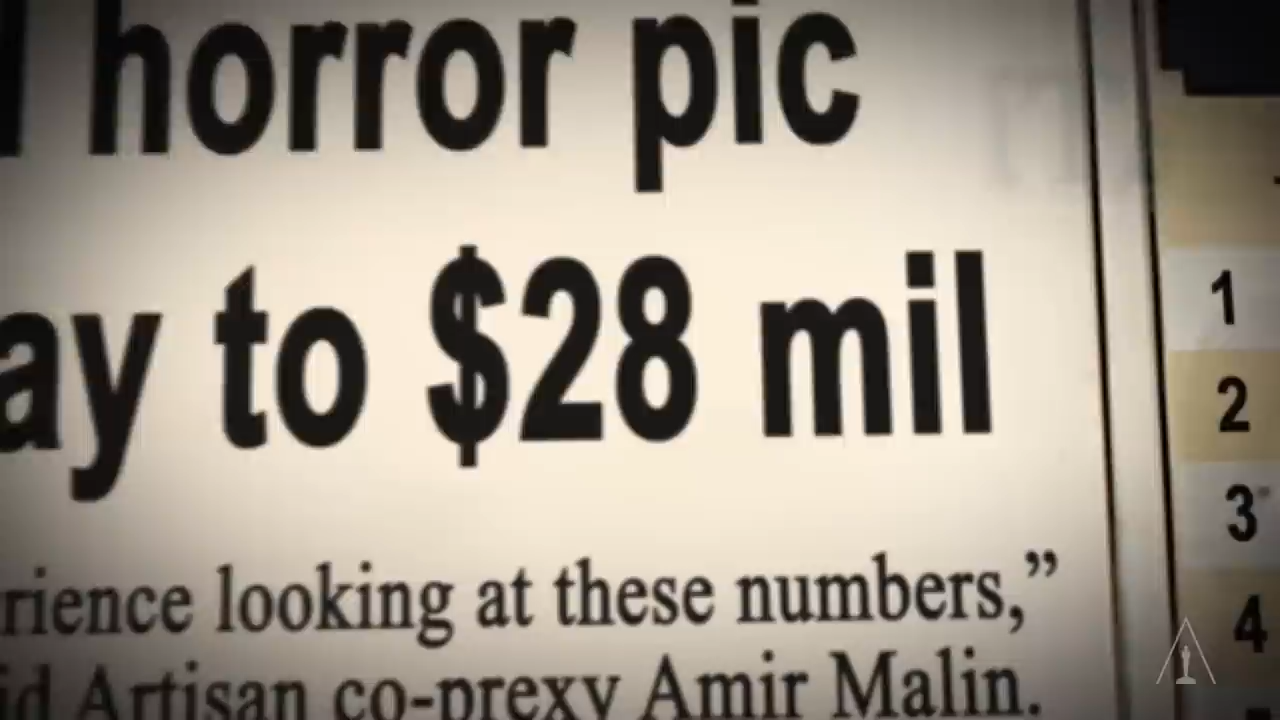 horror pic
ay to $28 mil
rience looking at these numbers,”
id Artisan co-prexy Amir Malin.
1
2
3
4